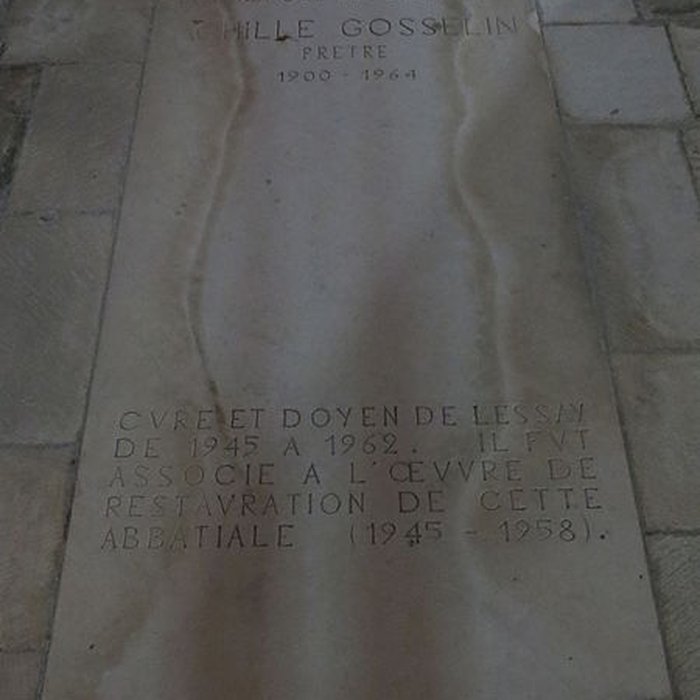 GOSSELIN
PRETRE
1900 - 1964
CVRE ET DOYEN DE LESSAY
DE 1945 A 1962. IL FVT
ASSOCIE A L'ŒVVRE DE
RESTAVRATION DE CETTE
ABBATIALE (1945 - 1958).